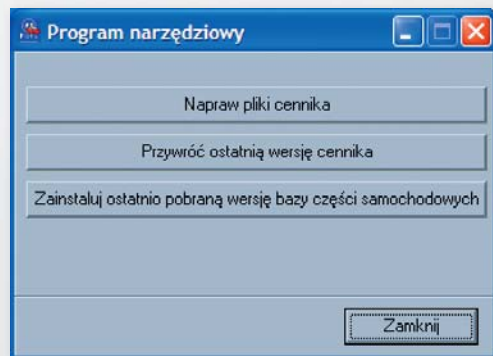 Program narzędziowy
Napraw pliki cennika
Przywróć ostatnią wersję cennika
Zainstaluj ostatnio pobraną wersję bazy części samochodowych
Zamknij